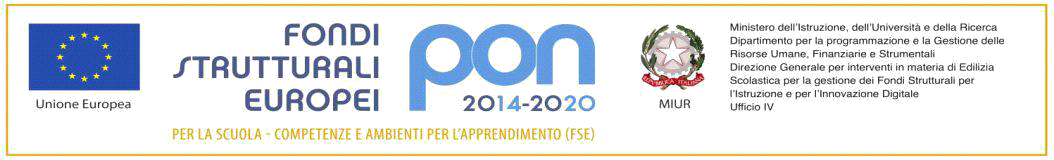 Unione Europea
FONDI
STRUTTURALI
EUROPEI
pon
2014-2020
PER LA SCUOLA - COMPETENZE E AMBIENTI PER L'APPRENDIMENTO (FSE)
REPUBBLICA ITALIANA
MIUR
Ministero dell'Istruzione, dell'Università e della Ricerca
Dipartimento per la programmazione e la Gestione delle
Risorse Umane, Finanziarie e Strumentali
Direzione Generale per interventi in materia di Edilizia
Scolastica per la gestione dei Fondi Strutturali per
l'Istruzione e per l'Innovazione Digitale
Ufficio IV